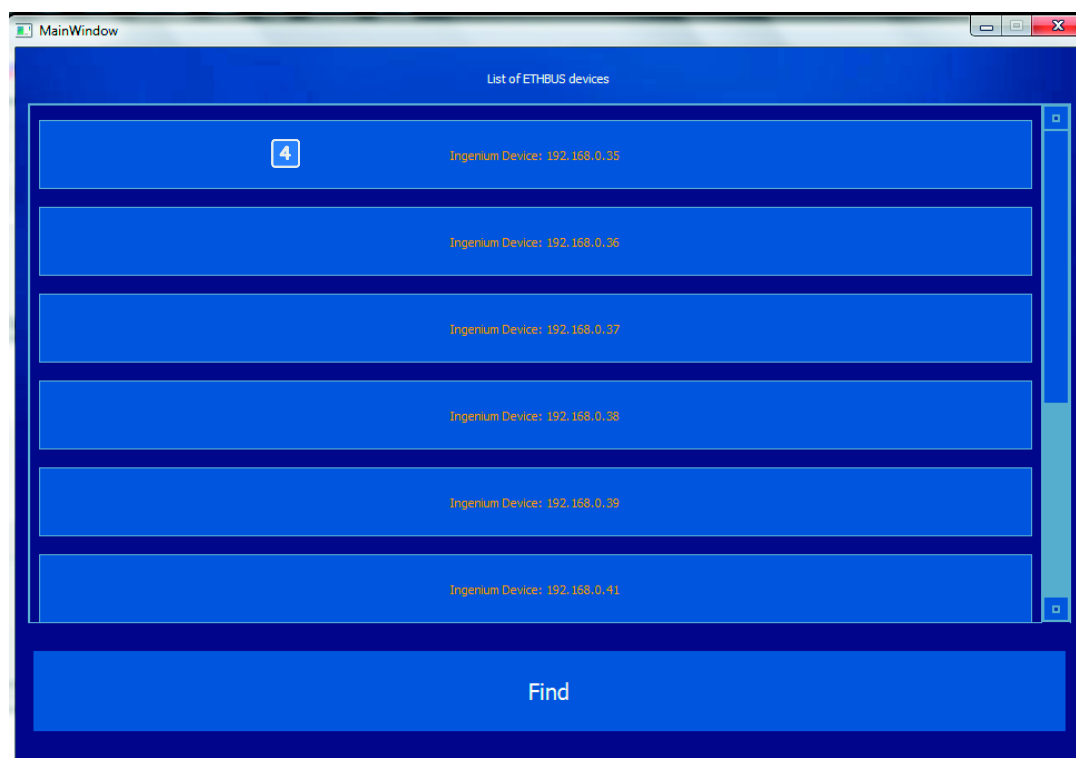 MainWindow
List of ETHBUS devices
4
Ingenium Device: 192.168.0.35
Ingenium Device: 192.168.0.36
Ingenium Device: 192.168.0.37
Ingenium Device: 192.168.0.38
Ingenium Device: 192.168.0.39
Ingenium Device: 192.168.0.41
Find